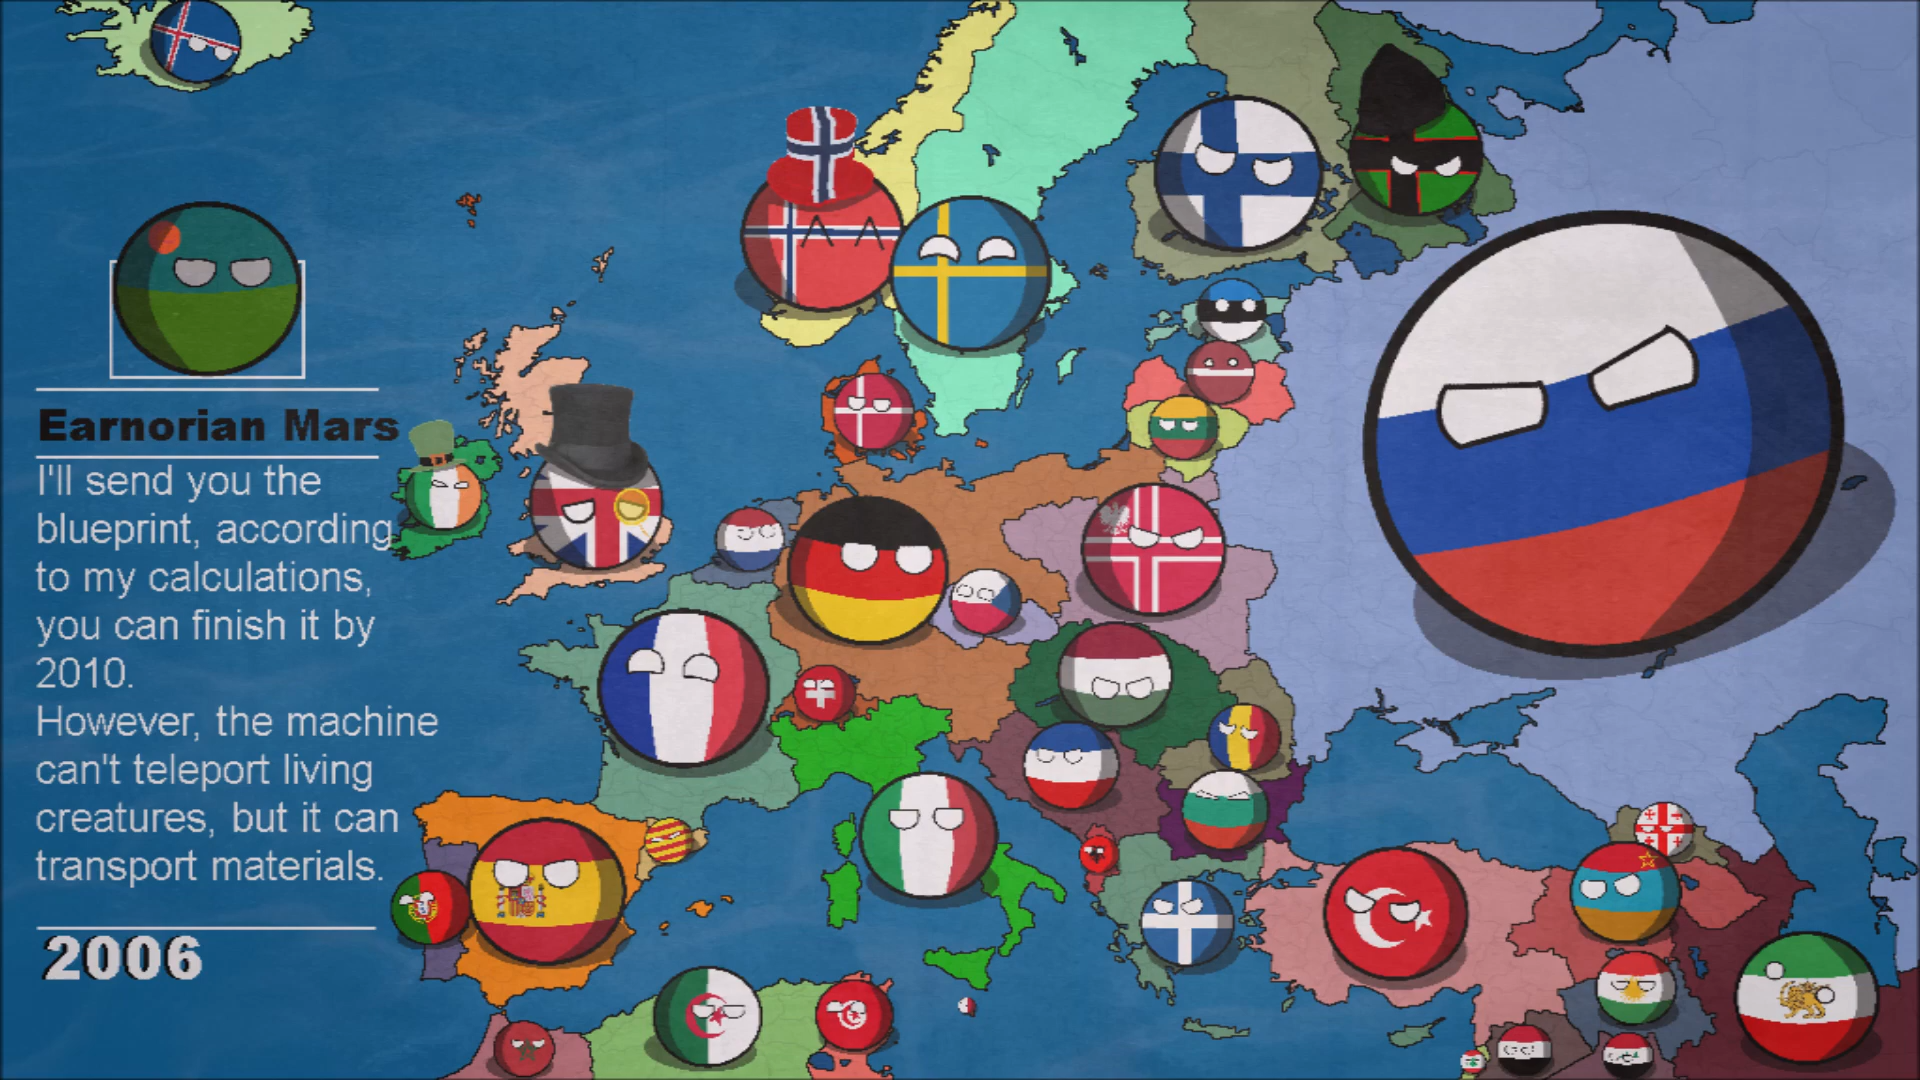 Earnorian Mars
I'll send you the
blueprint, according
to my calculations,
you can finish it by
2010.
However, the machine
can't teleport living
creatures, but it can
transport materials.
2006